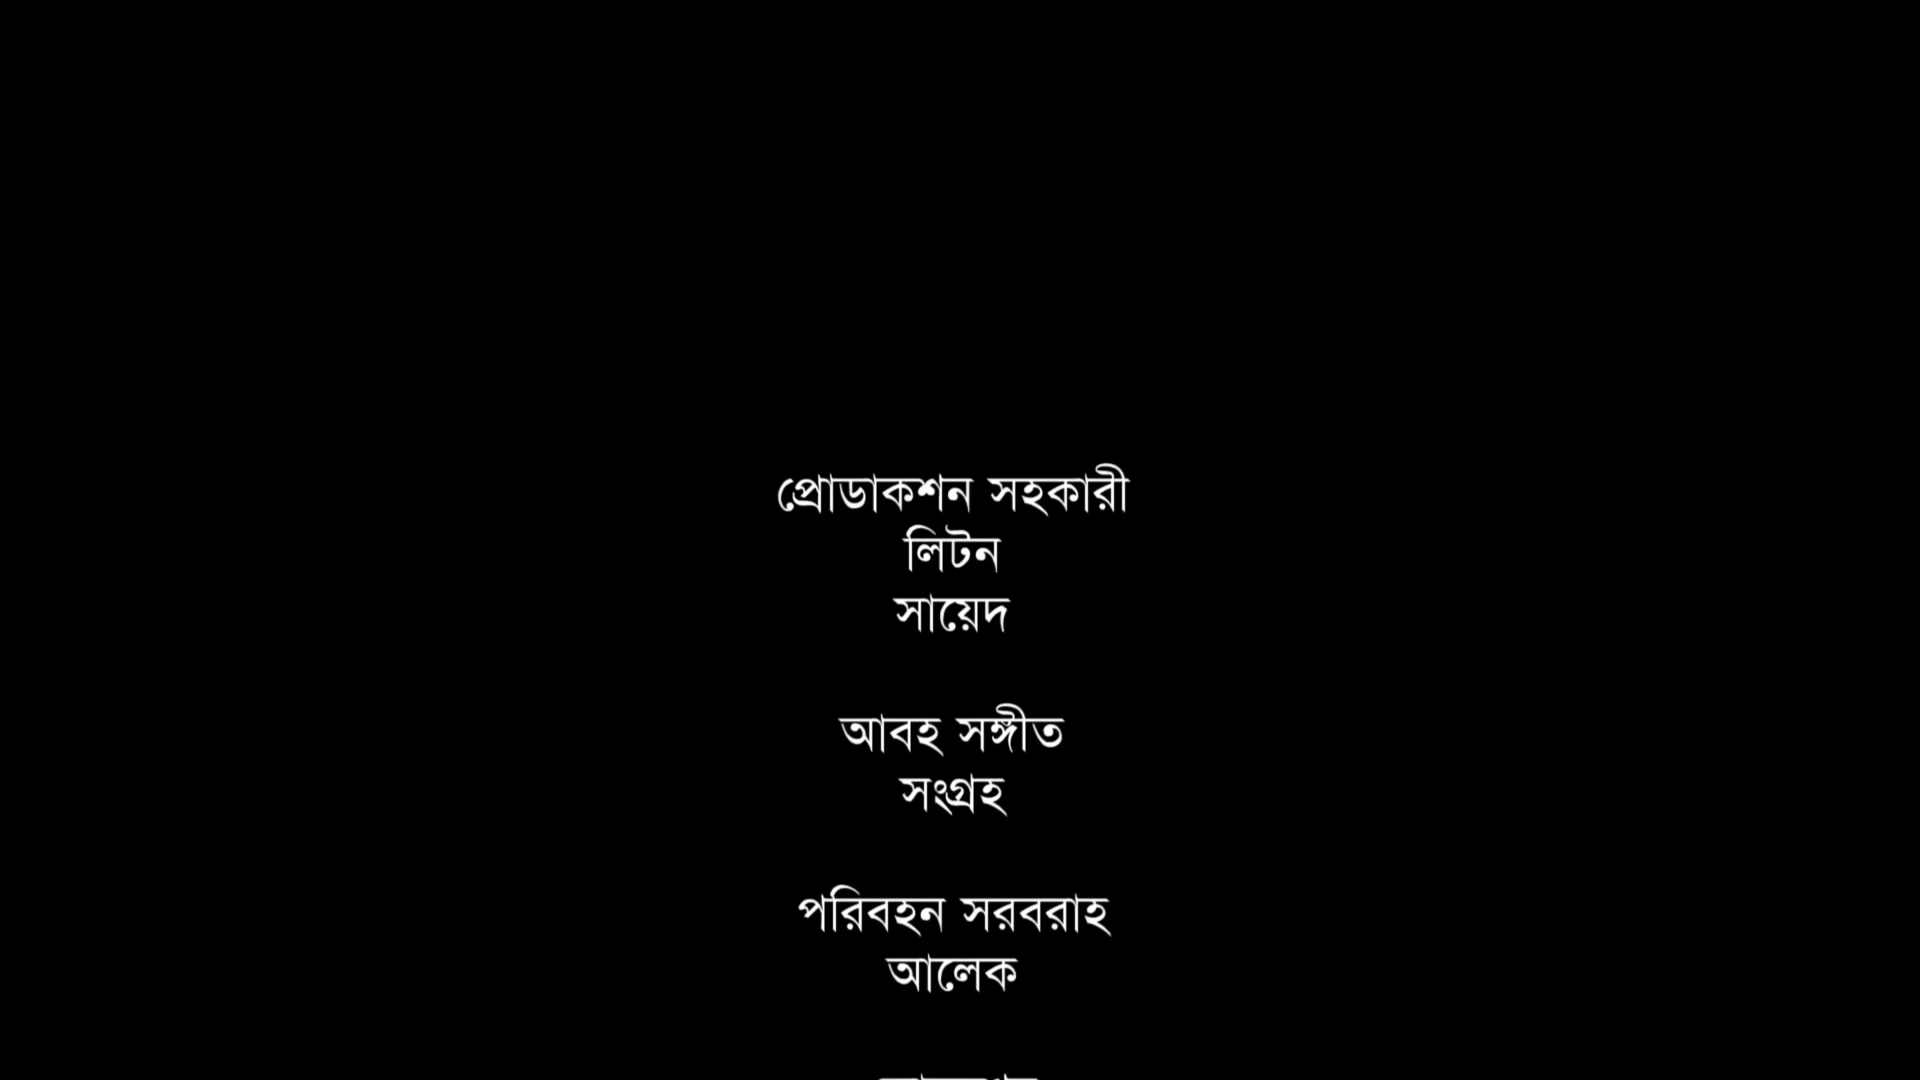 প্রোডাকশন সহকারী
লিটন
সায়েদ
আবহ সঙ্গীত
সংগ্রহ
পরিবহন সরবরাহ
আলেক